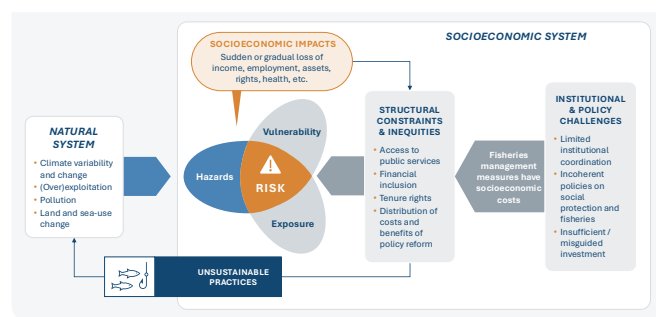 SOCIOECONOMIC SYSTEM
SOCIOECONOMIC IMPACTS
Sudden or gradual loss of
income, employment, assets,
rights, health, etc.
NATURAL
SYSTEM
• Climate variability
and change
• (Over)exploitation
• Pollution
• Land and sea-use
change
Hazards
Vulnerability
RISK
Exposure
STRUCTURAL
CONSTRAINTS
& INEQUITIES
• Access to
public services
• Financial
inclusion
• Tenure rights
• Distribution of
costs and
benefits of
policy reform
Fisheries
management
measures have
socioeconomic
costs
INSTITUTIONAL
& POLICY
CHALLENGES
• Limited
institutional
coordination
• Incoherent
policies on
social
protection and
fisheries
• Insufficient /
misguided
investment
UNSUSTAINABLE
PRACTICES